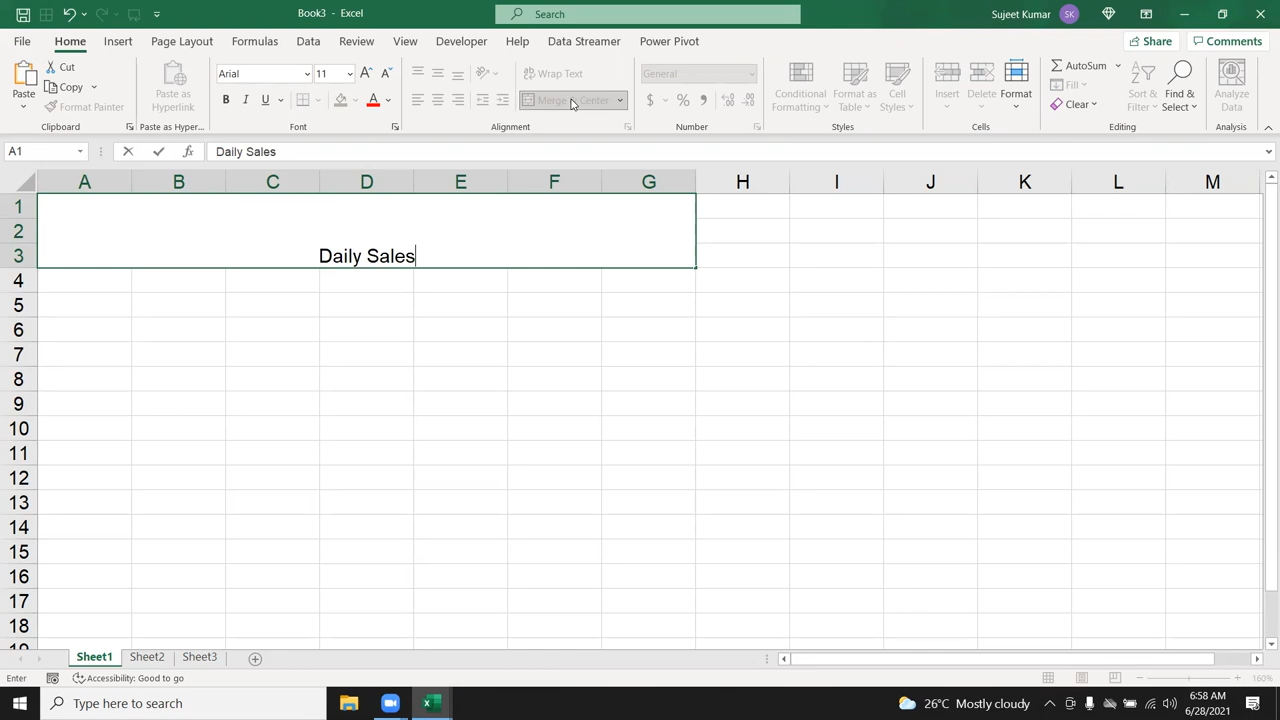 Book3 - Excel
Search
Sujeet Kumar
SK
File Home Insert Page Layout Formulas Data Review View Developer Help Data Streamer Power Pivot
Share
Comments
Paste
Cut
Copy
Format Painter
Clipboard
Paste as Hyperlink
Paste as Hyper...
Arial
11
B I U
Font
Wrap Text
Merge Center
Alignment
General
$ % ,
Number
Conditional Formatting
Format as Table
Cell Styles
Styles
Insert
Delete
Format
Cells
AutoSum
Fill
Clear
Sort & Filter
Find & Select
Editing
Analyze Data
Analysis
A1
fx
Daily Sales
A B C D E F G H I J K L M
1
2
3
Daily Sales
4
5
6
7
8
9
10
11
12
13
14
15
16
17
18
19
Sheet1 Sheet2 Sheet3
Enter
Accessibility: Good to go
160%
Type here to search
26°C Mostly cloudy
6:58 AM
6/28/2021